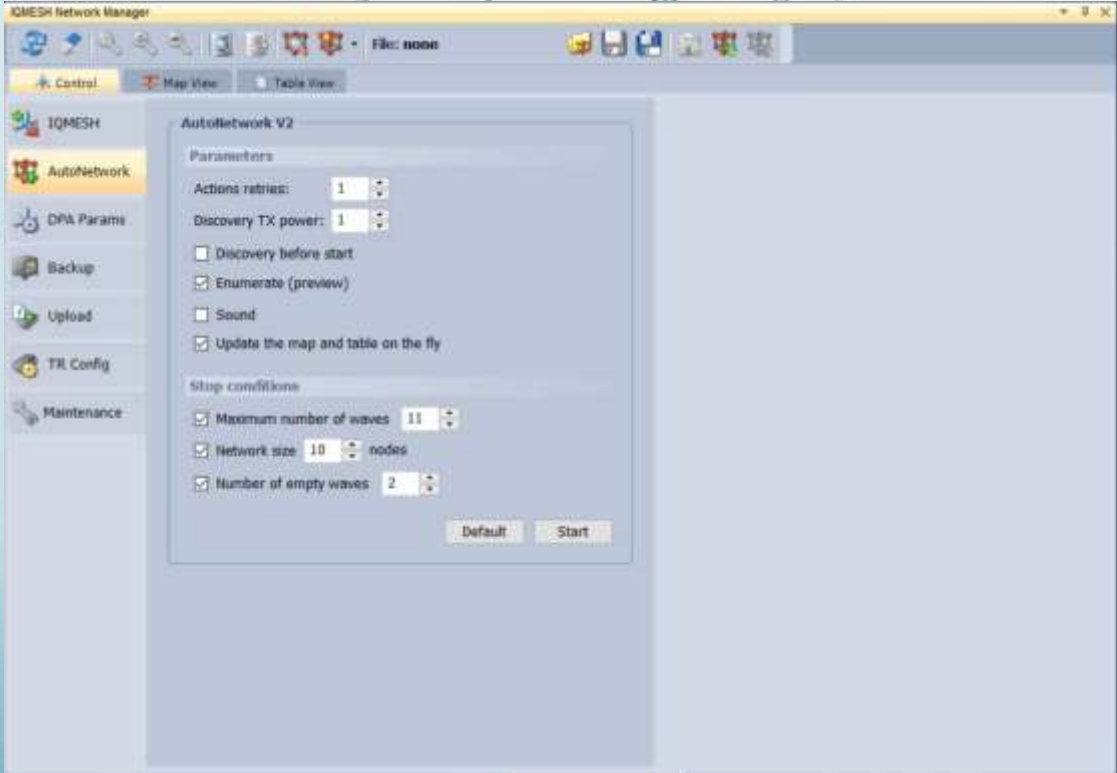 IQMESH Network Manager
File: none
Control Map View Table View
IQMESH
AutoNetwork
DPA Params
Backup
Upload
TR Config
Maintenance
AutoNetwork V2
Parameters
Actions retries: 1
Discovery TX power: 1
Discovery before start
Enumerate (preview)
Sound
Update the map and table on the fly
Stop conditions
Maximum number of waves 11
Network size 10 nodes
Number of empty waves 2
Default Start